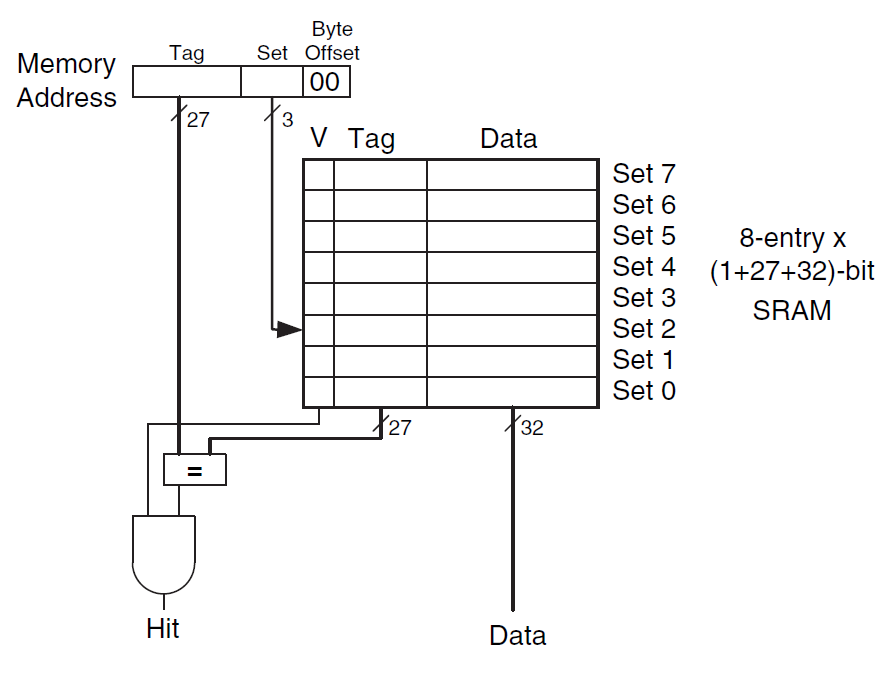 Byte
Tag Set Offset
Memory
Address
00
27 3
V Tag Data
Set 7
Set 6
Set 5
Set 4
Set 3
Set 2
Set 1
Set 0
8-entry x
(1+27+32)-bit
SRAM
27 32
=
Hit
Data